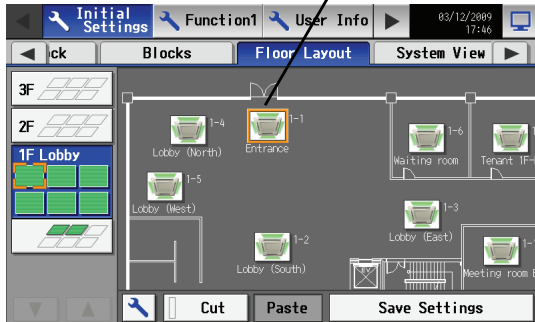 Initial
Settings
Function1
User Info
03/12/2009
17:46
ck
Blocks
Floor Layout
System View
3F
2F
1F Lobby
1-4
Lobby (North)
1-1
Entrance
1-6
Waiting room
Tenant 1F-
1-5
Lobby (West)
1-3
Lobby (East)
1-2
Lobby (South)
EV
1-
Meeting room
Cut
Paste
Save Settings